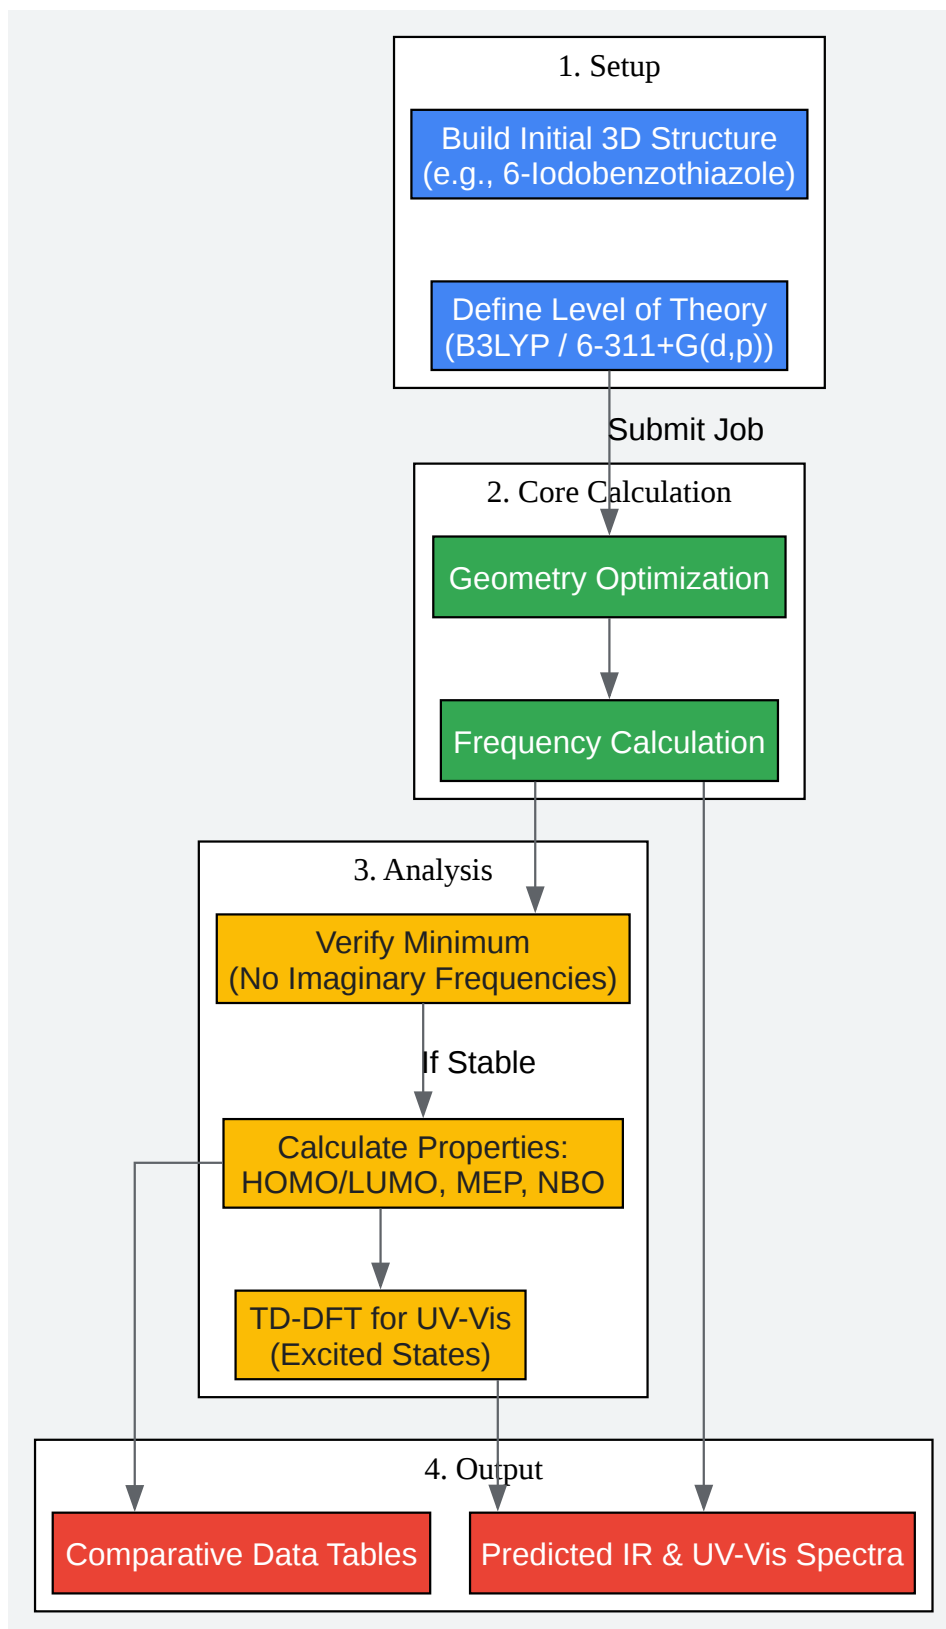 1. Setup
Build Initial 3D Structure
(e.g., 6-Iodobenzothiazole)
Define Level of Theory
(B3LYP / 6-311+G(d,p))
Submit Job
2. Core Calculation
Geometry Optimization
Frequency Calculation
3. Analysis
Verify Minimum
(No Imaginary Frequencies)
If Stable
Calculate Properties:
HOMO/LUMO, MEP, NBO
TD-DFT for UV-Vis
(Excited States)
4. Output
Comparative Data Tables
Predicted IR & UV-Vis Spectra